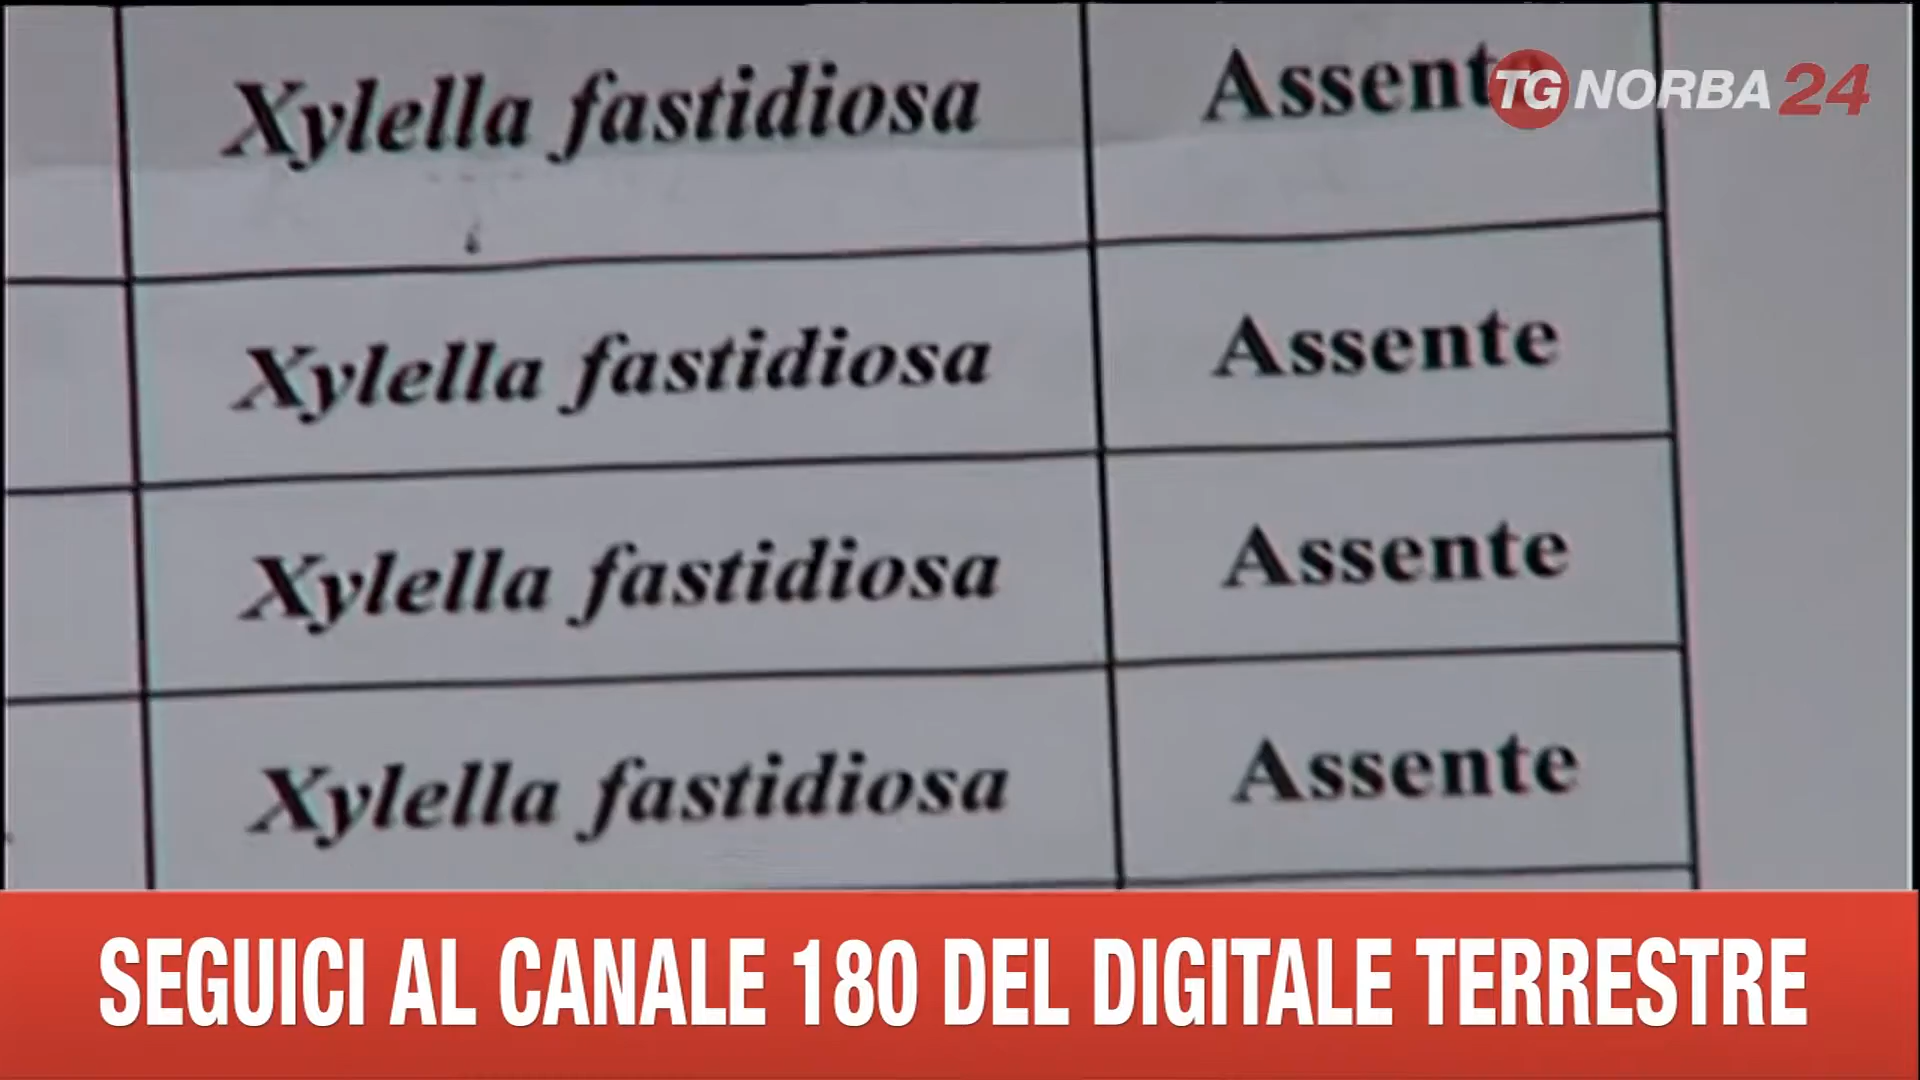 Xylella fastidiosa Assente
TG NORBA 24
Xylella fastidiosa Assente
Xylella fastidiosa Assente
Xylella fastidiosa Assente
SEGUICI AL CANALE 180 DEL DIGITALE TERRESTRE